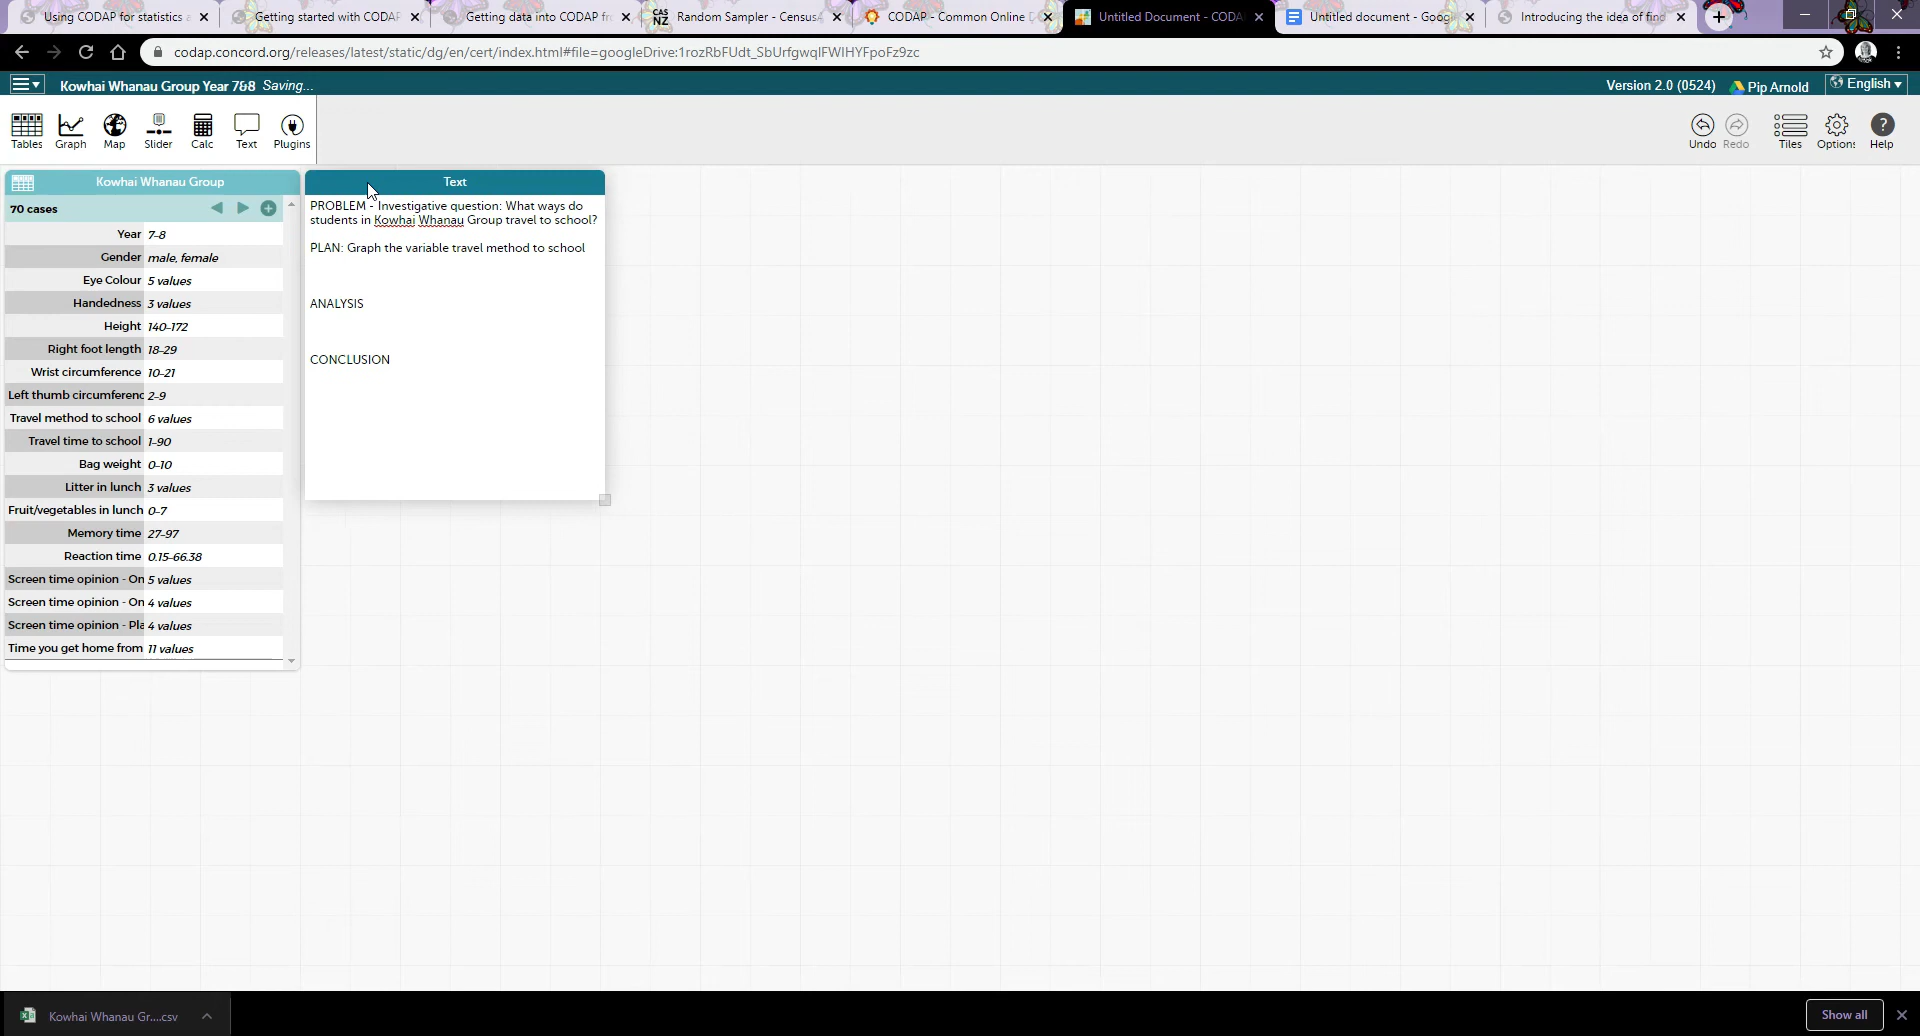 Using CODAP for statistics a
Getting started with CODAP
Getting data into CODAP fr
CAS NZ
Random Sampler - Census
CODAP - Common Online D
Untitled Document - CODA
Untitled document - Goog
Introducing the idea of find
codap.concord.org/releases/latest/static/dg/en/cert/index.html#file=googleDrive:1rozRbFUdt_SbUrfgwqIFWIHYFpoFz9zc
Kowhai Whanau Group Year 7&8 Saving...
Version 2.0 (0524)
Pip Arnold
English
Tables
Graph
Map
Slider
Calc
Text
Plugins
Undo
Redo
Tiles
Options
Help
Kowhai Whanau Group
70 cases
Year 7-8
Gender male, female
Eye Colour 5 values
Handedness 3 values
Height 140-172
Right foot length 18-29
Wrist circumference 10-21
Left thumb circumferenc 2-9
Travel method to school 6 values
Travel time to school 1-90
Bag weight 0-10
Litter in lunch 3 values
Fruit/vegetables in lunch 0-7
Memory time 27-97
Reaction time 0.15-66.38
Screen time opinion - On 5 values
Screen time opinion - On 4 values
Screen time opinion - Pla 4 values
Time you get home from 11 values
Text
PROBLEM - Investigative question: What ways do
students in Kowhai Whanau Group travel to school?
PLAN: Graph the variable travel method to school
ANALYSIS
CONCLUSION
Kowhai Whanau Gr....csv
Show all